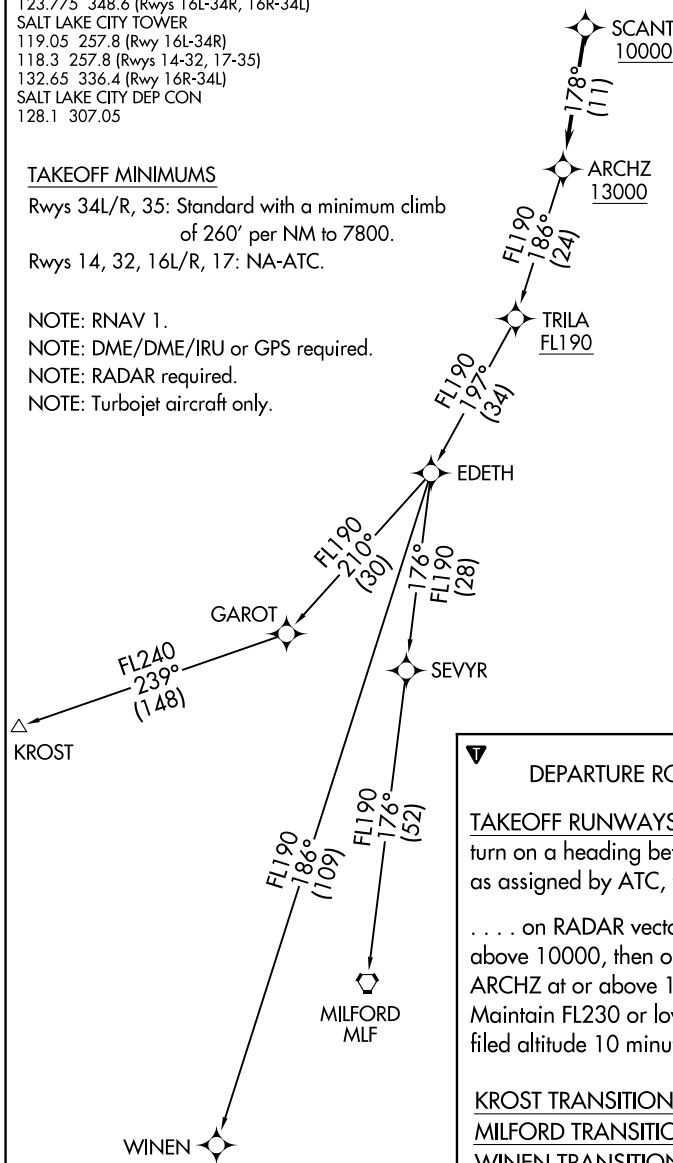 123.775 348.6 (Rwys 16L-34R, 16R-34L)
SALT LAKE CITY TOWER
119.05 257.8 (Rwy 16L-34R)
118.3 257.8 (Rwys 14-32, 17-35)
132.65 336.4 (Rwy 16R-34L)
SALT LAKE CITY DEP CON
128.1 307.05
SCANT
10000
178°
(11)
TAKEOFF MINIMUMS
ARCHZ
13000
Rwys 34L/R, 35: Standard with a minimum climb
of 260' per NM to 7800.
Rwys 14, 32, 16L/R, 17: NA-ATC.
FL190
186°
(24)
NOTE: RNAV 1.
NOTE: DME/DME/IRU or GPS required.
NOTE: RADAR required.
NOTE: Turbojet aircraft only.
TRILA
FL190
FL190
197°
(34)
EDETH
FL190
210°
(30)
176°
FL190
(28)
GAROT
FL240
239°
(148)
SEVYR
KROST
FL190
186°
(109)
FL190
176°
(52)
MILFORD
MLF
WINEN
T
DEPARTURE RO
TAKEOFF RUNWAYS
turn on a heading be
as assigned by ATC,
. . . . on RADAR vect
above 10000, then o
ARCHZ at or above 1
Maintain FL230 or lo
filed altitude 10 minu
KROST TRANSITION
MILFORD TRANSITIO
WINEN TRANSITION